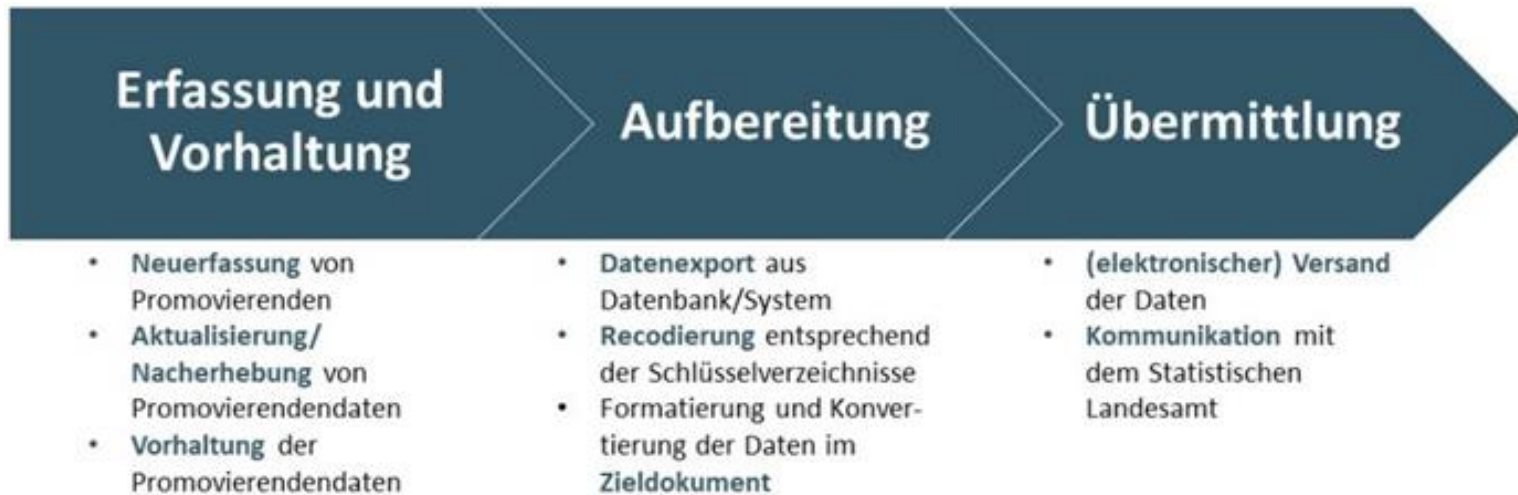 Erfassung und
Vorhaltung
Aufbereitung
Übermittlung
• Neuerfassung von
Promovierenden
• Aktualisierung/
Nacherhebung von
Promovierendendaten
• Vorhaltung der
Promovierendendaten
• Datenexport aus
Datenbank/System
• Recodierung entsprechend
der Schlüsselverzeichnisse
• Formatierung und Konver-
tierung der Daten im
Zieldokument
• (elektronischer) Versand
der Daten
• Kommunikation mit
dem Statistischen
Landesamt